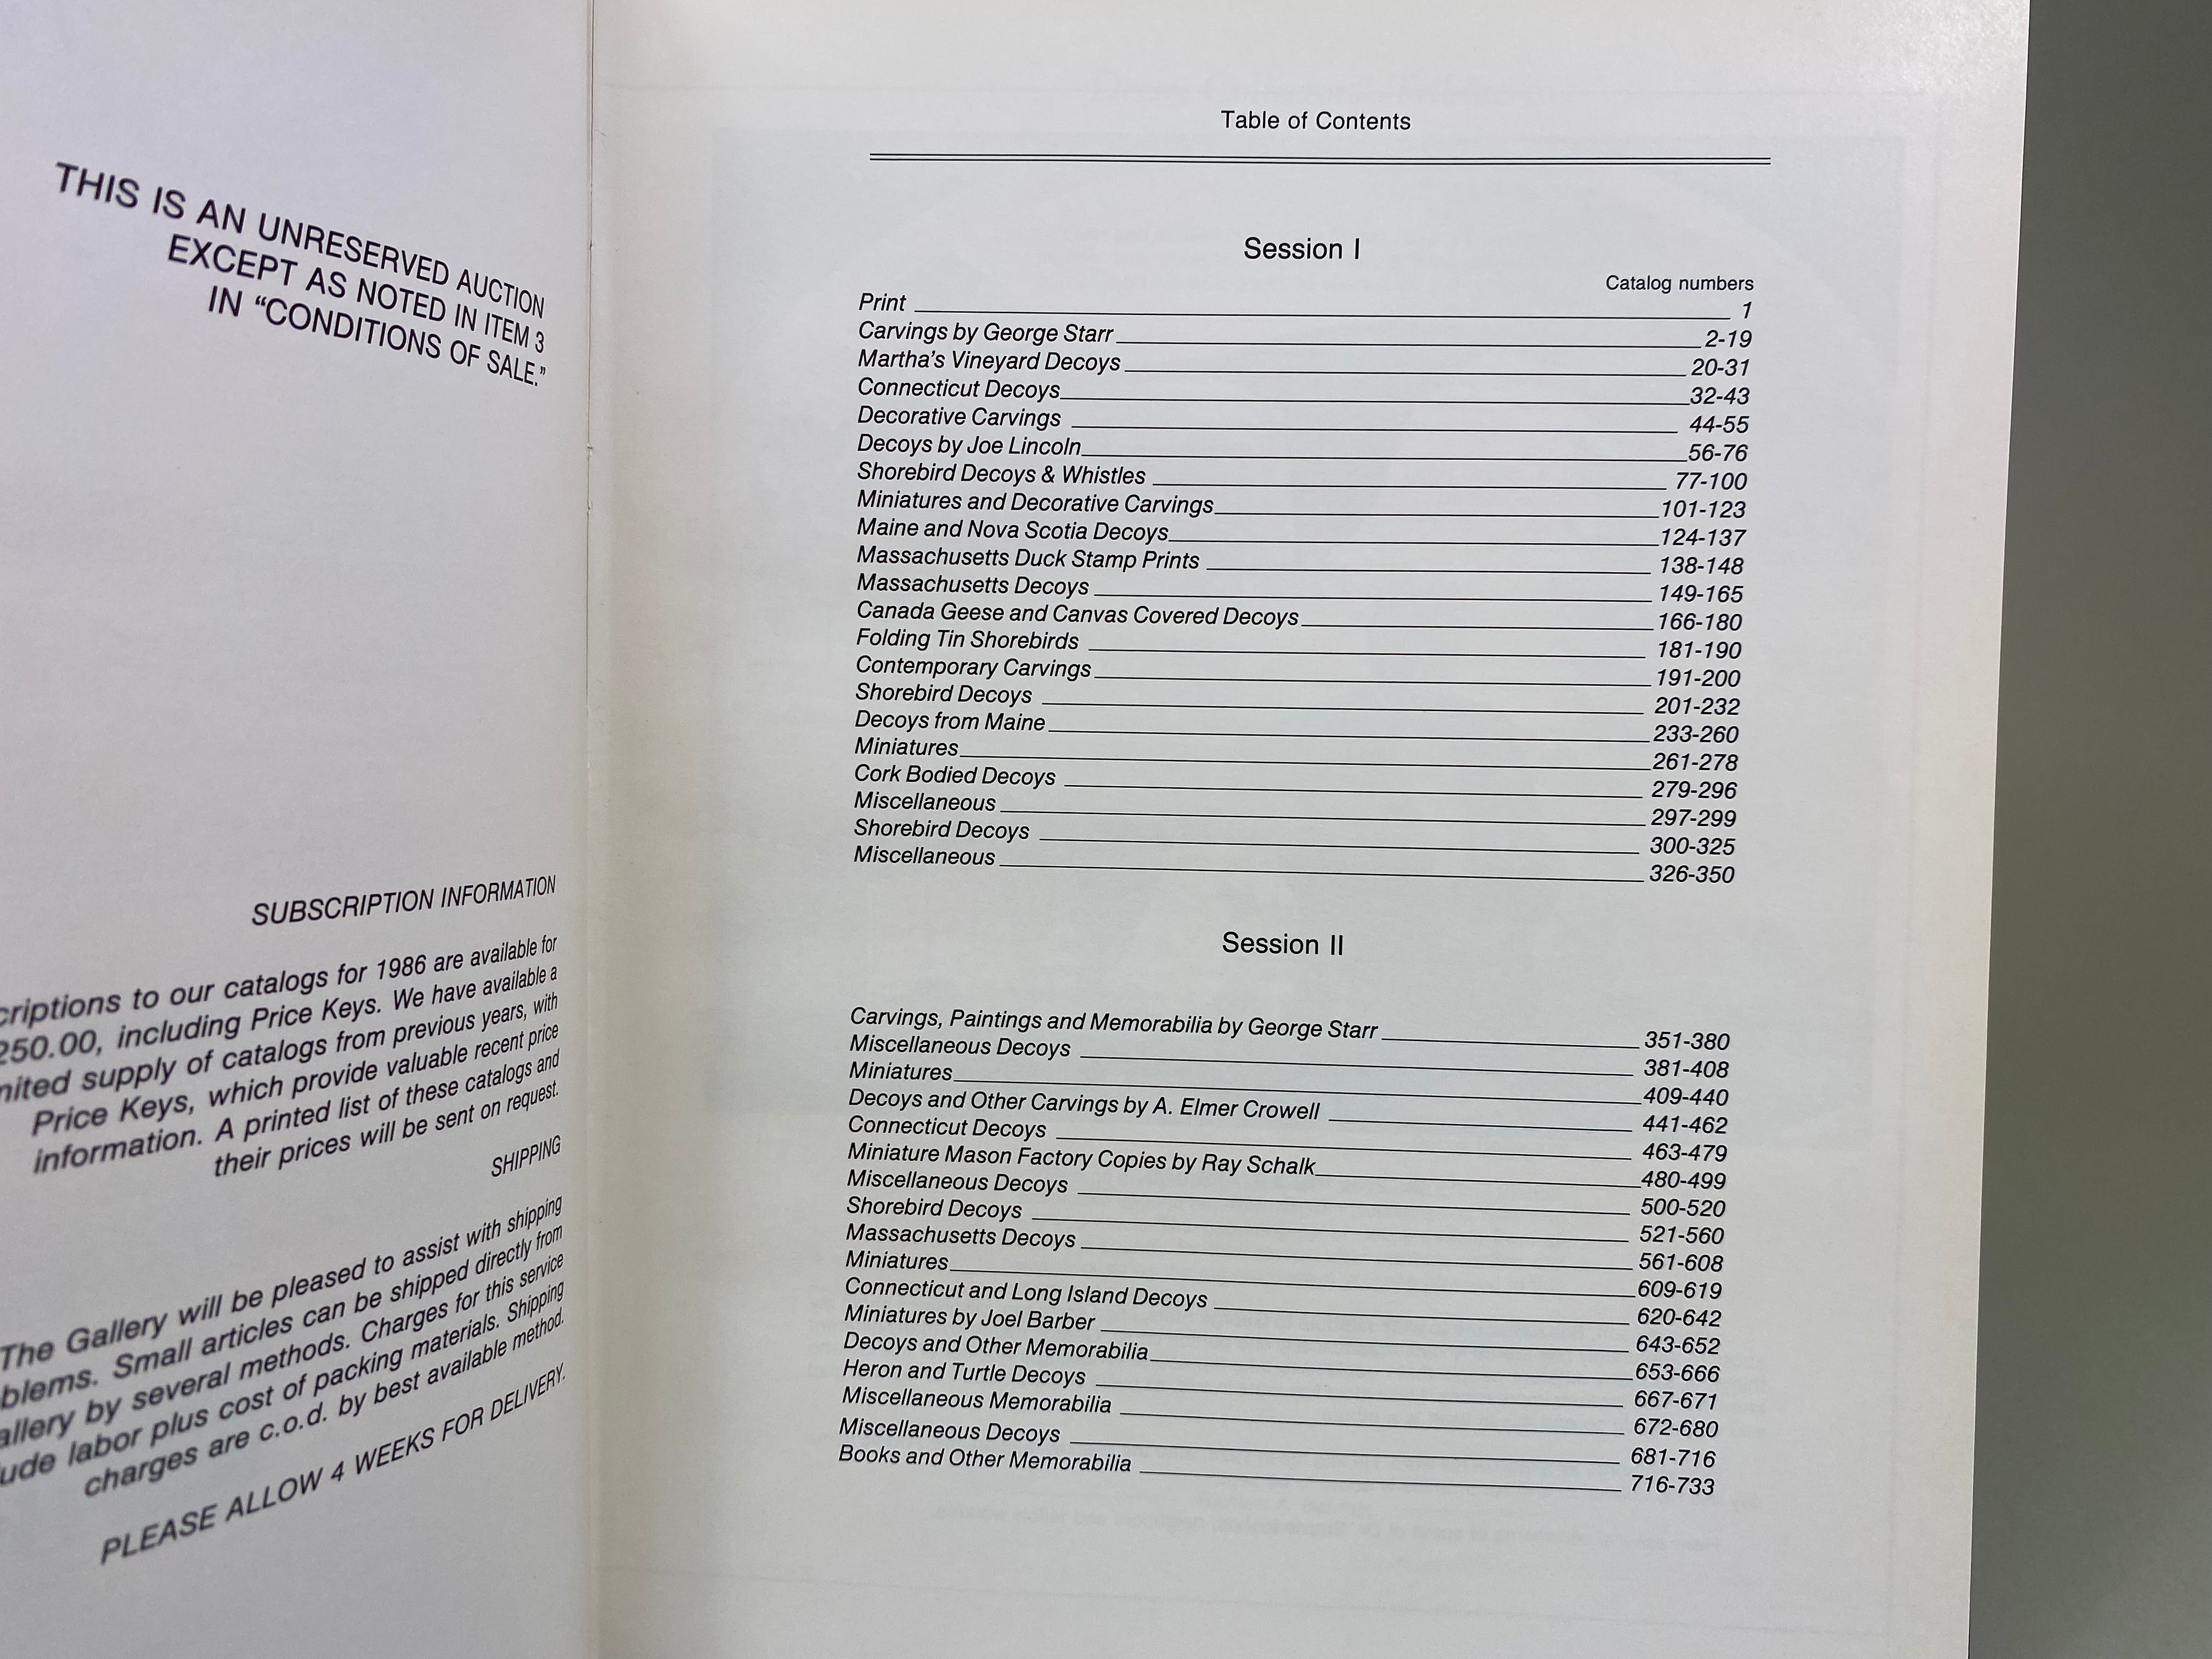 THIS IS AN UNRESERVED AUCTION
EXCEPT AS NOTED IN ITEM 3
IN “CONDITIONS OF SALE.”
SUBSCRIPTION INFORMATION
criptions to our catalogs for 1986 are available for
250.00, including Price Keys. We have available a
mited supply of catalogs from previous years, with
Price Keys, which provide valuable recent price
information. A printed list of these catalogs and
their prices will be sent on request.
SHIPPING
The Gallery will be pleased to assist with shipping
blems. Small articles can be shipped directly from
allery by several methods. Charges for this service
ude labor plus cost of packing materials. Shipping
charges are c.o.d. by best available method.
PLEASE ALLOW 4 WEEKS FOR DELIVERY.
Table of Contents
Session I
Catalog numbers
Print 1
Carvings by George Starr 2-19
Martha’s Vineyard Decoys 20-31
Connecticut Decoys 32-43
Decorative Carvings 44-55
Decoys by Joe Lincoln 56-76
Shorebird Decoys & Whistles 77-100
Miniatures and Decorative Carvings 101-123
Maine and Nova Scotia Decoys 124-137
Massachusetts Duck Stamp Prints 138-148
Massachusetts Decoys 149-165
Canada Geese and Canvas Covered Decoys 166-180
Folding Tin Shorebirds 181-190
Contemporary Carvings 191-200
Shorebird Decoys 201-232
Decoys from Maine 233-260
Miniatures 261-278
Cork Bodied Decoys 279-296
Miscellaneous 297-299
Shorebird Decoys 300-325
Miscellaneous 326-350
Session II
Carvings, Paintings and Memorabilia by George Starr 351-380
Miscellaneous Decoys 381-408
Miniatures 409-440
Decoys and Other Carvings by A. Elmer Crowell 441-462
Connecticut Decoys 463-479
Miniature Mason Factory Copies by Ray Schalk 480-499
Miscellaneous Decoys 500-520
Shorebird Decoys 521-560
Massachusetts Decoys 561-608
Miniatures 609-619
Connecticut and Long Island Decoys 620-642
Miniatures by Joel Barber 643-652
Decoys and Other Memorabilia 653-666
Heron and Turtle Decoys 667-671
Miscellaneous Memorabilia 672-680
Miscellaneous Decoys 681-716
Books and Other Memorabilia 716-733